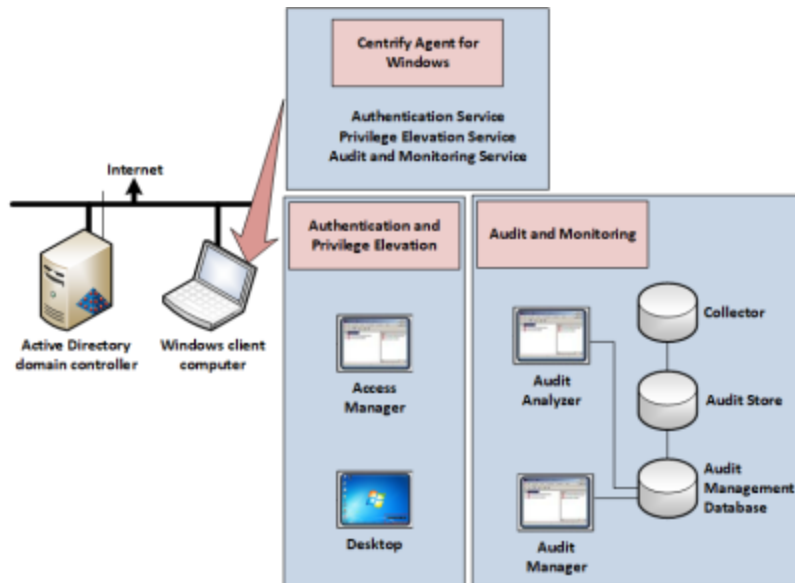 Centrify Agent for
Windows
Authentication Service
Privilege Elevation Service
Audit and Monitoring Service
Internet
Active Directory
domain controller
Windows client
computer
Authentication and
Privilege Elevation
Access
Manager
Desktop
Audit and Monitoring
Audit
Analyzer
Collector
Audit Store
Audit
Management
Database
Audit
Manager